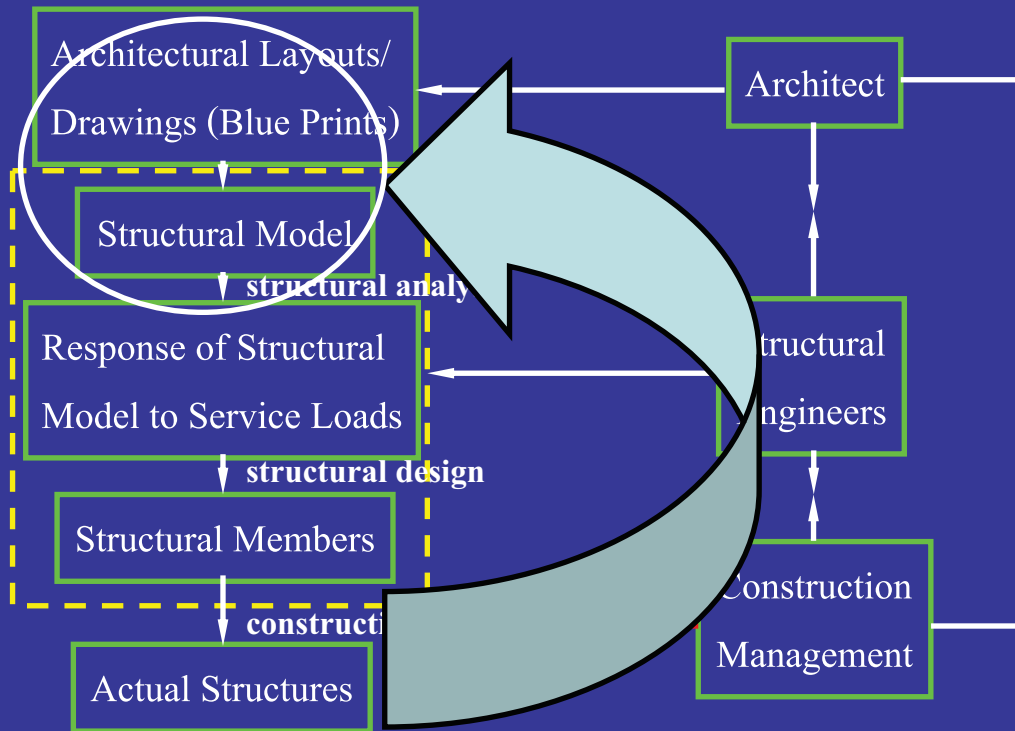 Architectural Layouts/
Drawings (Blue Prints)
Structural Model
structural analy
Response of Structural
Model to Service Loads
structural design
Structural Members
constructi
Actual Structures
Architect
tructural
ngineers
Construction
Management